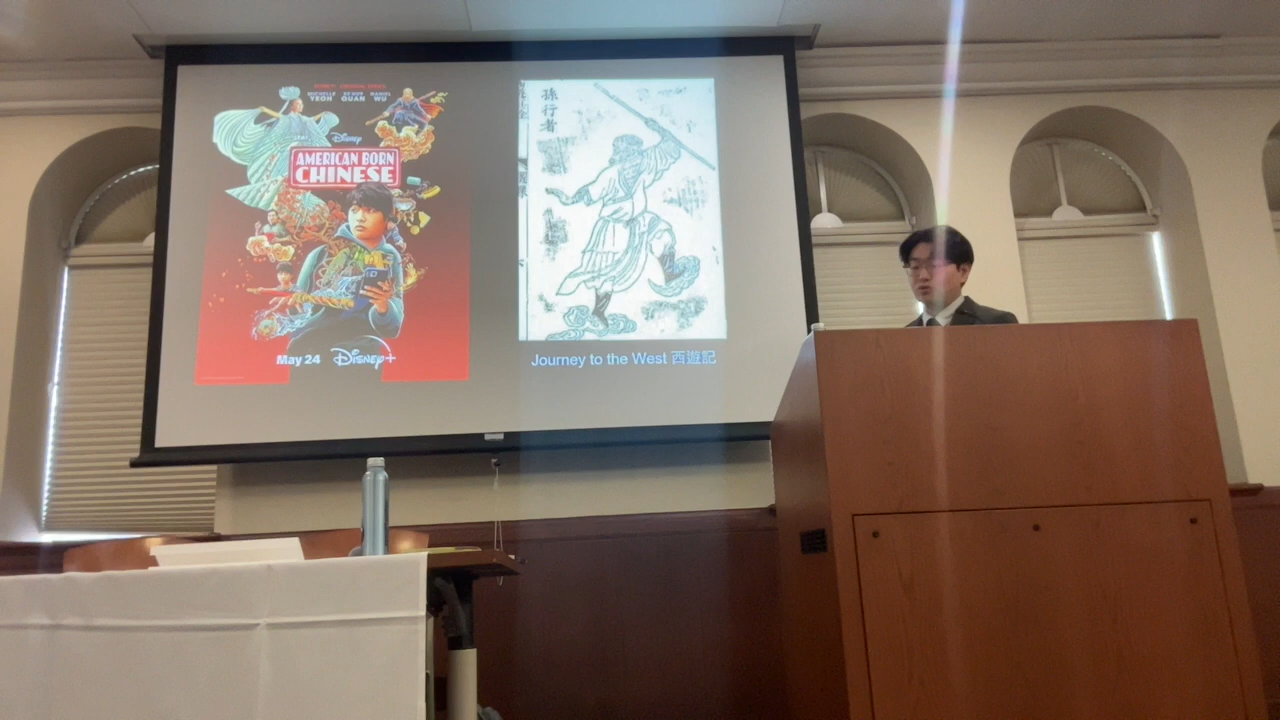 MICHELLE KE HUY DANIEL
YEOH QUAN WU
Disney
AMERICAN BORN
CHINESE
May 24 Disney+
孫行者
Journey to the West 西遊記